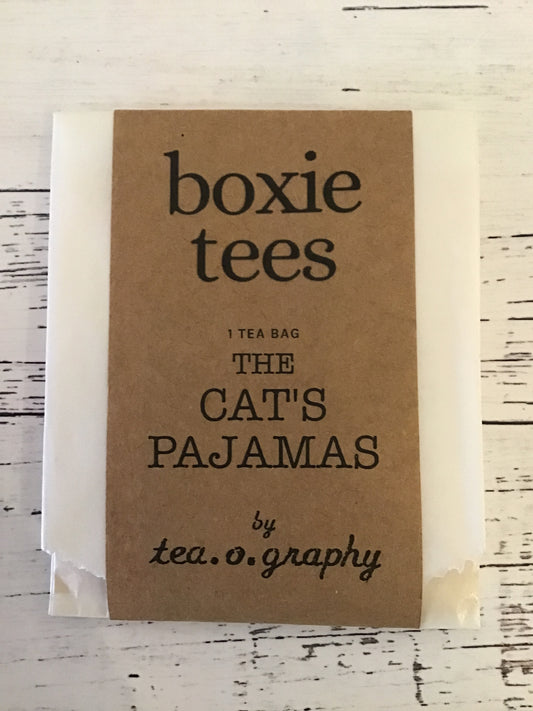 boxie
tees
1 TEA BAG
THE
CAT'S
PAJAMAS
by
tea.o.graphy